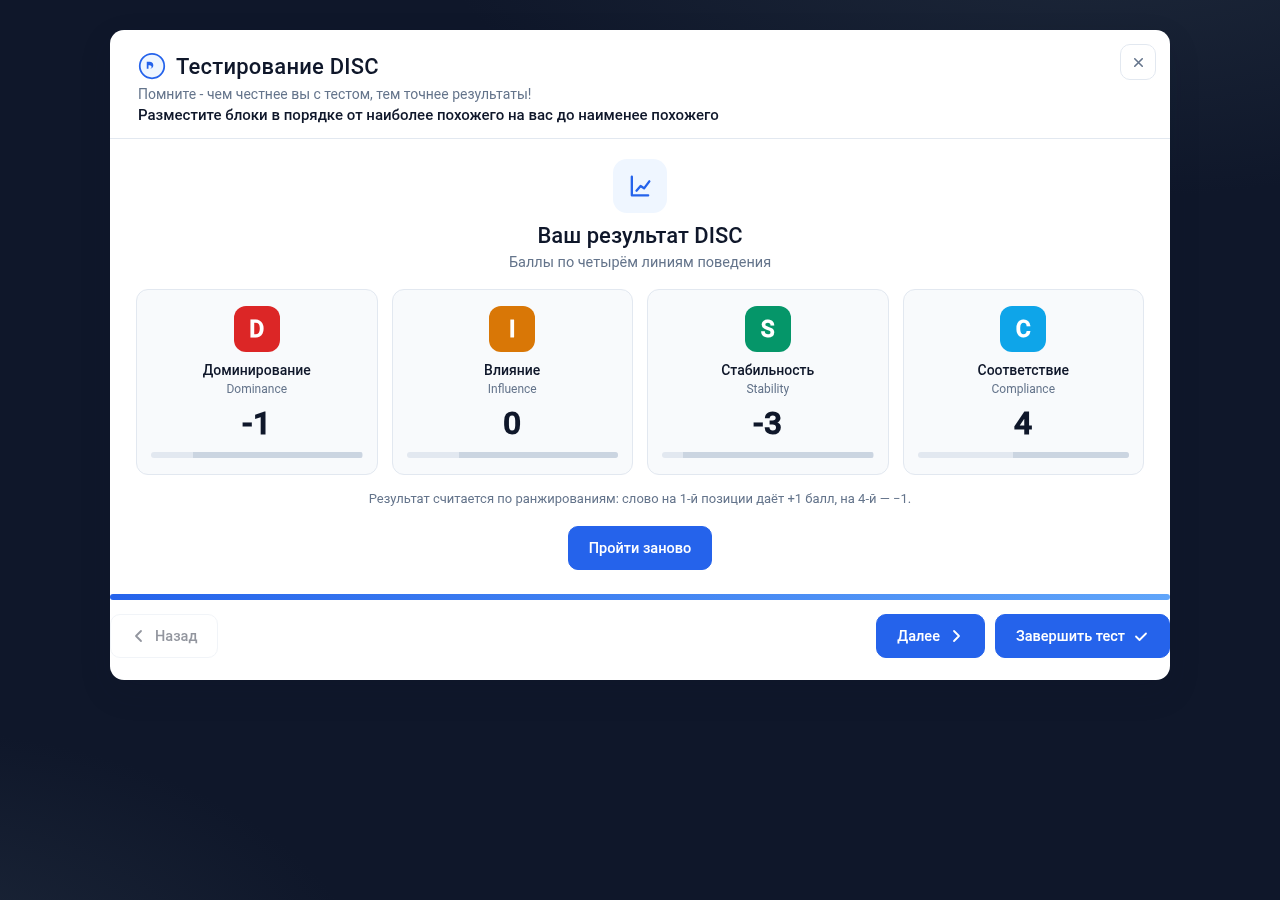 Тестирование DISC
Помните - чем честнее вы с тестом, тем точнее результаты!
Разместите блоки в порядке от наиболее похожего на вас до наименее похожего
Ваш результат DISC
Баллы по четырём линиям поведения
D
Доминирование
Dominance
-1
I
Влияние
Influence
0
S
Стабильность
Stability
-3
C
Соответствие
Compliance
4
Результат считается по ранжированиям: слово на 1-й позиции даёт +1 балл, на 4-й — −1.
Пройти заново
Назад
Далее
Завершить тест